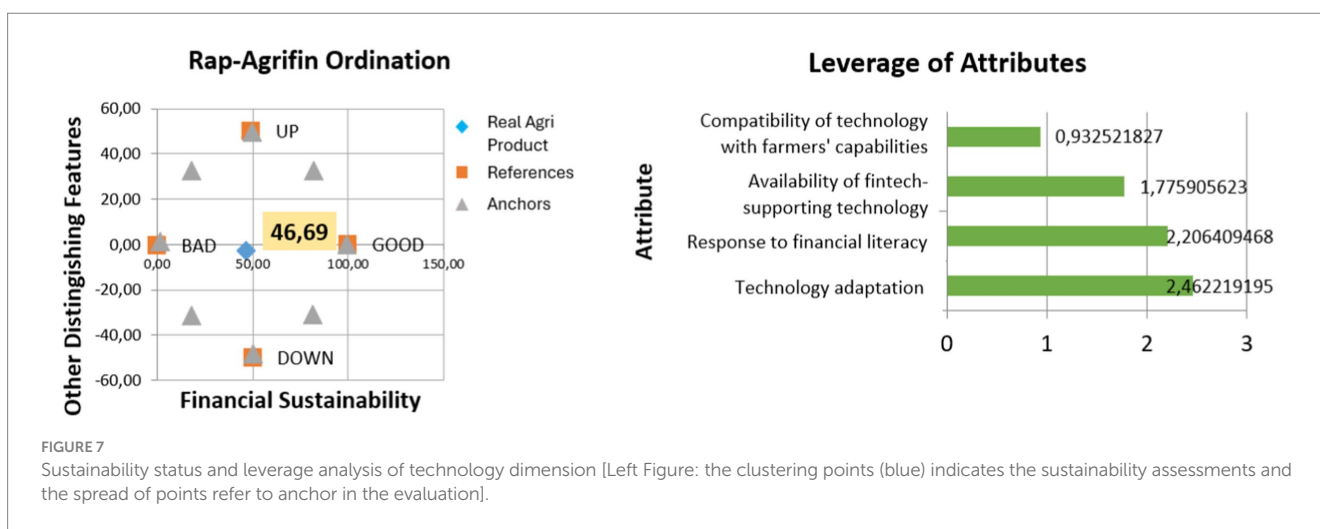 Rap-Agrifin Ordination
Other Distingishing Features
60,00
40,00
20,00
0,00
-20,00
-40,00
-60,00
UP
BAD
46,69
GOOD
DOWN
0,00 50,00 100,00 150,00
Financial Sustainability
Real Agri
Product
References
Anchors
Leverage of Attributes
Attribute
Compatibility of technology
with farmers' capabilities
0,932521827
Availability of fintech-
supporting technology
1,775905623
Response to financial literacy
2,206409468
Technology adaptation
2,462219195
0 1 2 3
FIGURE 7
Sustainability status and leverage analysis of technology dimension [Left Figure: the clustering points (blue) indicates the sustainability assessments and
the spread of points refer to anchor in the evaluation].